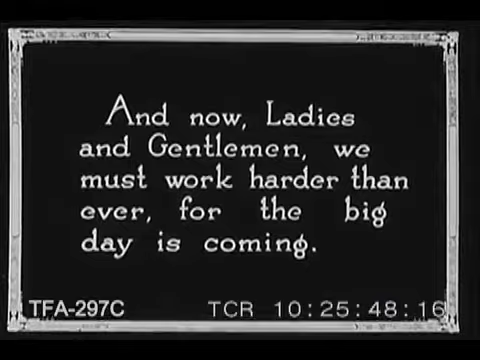 And now, Ladies
and Gentlemen, we
must work harder than
ever, for the big
day is coming.
TFA-297C TCR 10:25:48:16